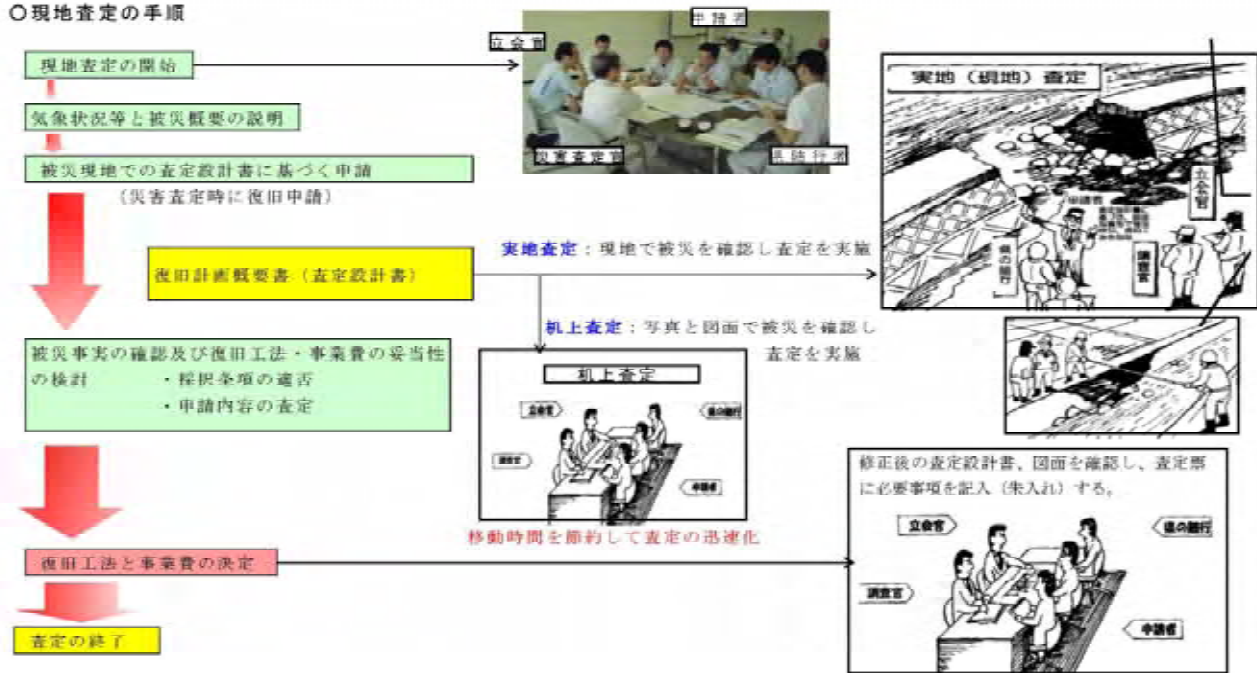 〇現地査定の手順
現地査定の開始
気象状況等と被災概要の説明
被災現地での査定設計書に基づく申請
(災害査定時に復旧申請)
復旧計画概要書(査定設計書)
被災事実の確認及び復旧工法・事業費の妥当性
の検討 ・採択条項の適否
・申請内容の査定
復旧工法と事業費の決定
査定の終了
申請者
立会官
災害査定官
県随行者
実地査定:現地で被災を確認し査定を実施
机上査定:写真と図面で被災を確認し
査定を実施
机上査定
立会官
県の随行
調査官
申請者
移動時間を節約して査定の迅速化
実地(現地)査定
申請者
立会官
県の随行
調査官
修正後の査定設計書、図面を確認し、査定票
に必要事項を記入(朱入れ)する。
立会官
県の随行
調査官
申請者